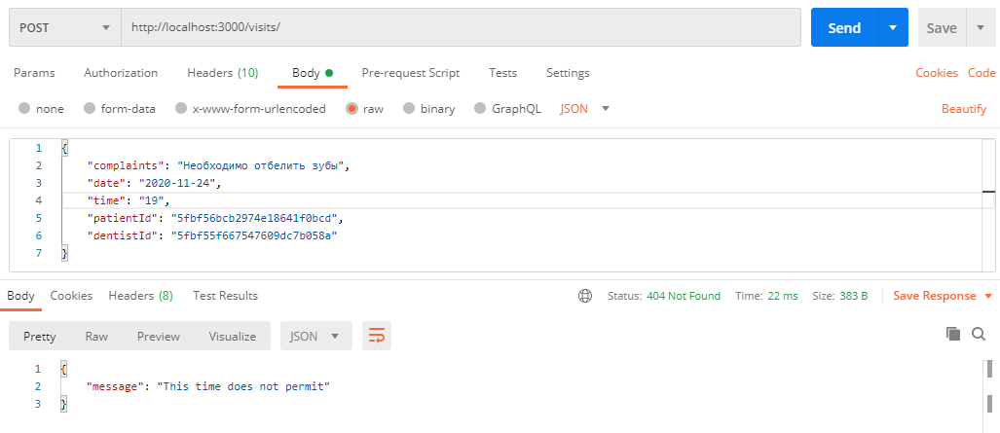 POST http://localhost:3000/visits/ Send Save
Params Authorization Headers (10) Body Pre-request Script Tests Settings Cookies Code
none form-data x-www-form-urlencoded raw binary GraphQL JSON Beautify
1 {
2 "complaints": "Необходимо отбелить зубы",
3 "date": "2020-11-24",
4 "time": "19",
5 "patientId": "5fbf56bcb2974e18641f0bcd",
6 "dentistId": "5fbf55f667547609dc7b058a"
7 }
Body Cookies Headers (8) Test Results Status: 404 Not Found Time: 22 ms Size: 383 B Save Response
Pretty Raw Preview Visualize JSON
1 {
2 "message": "This time does not permit"
3 }